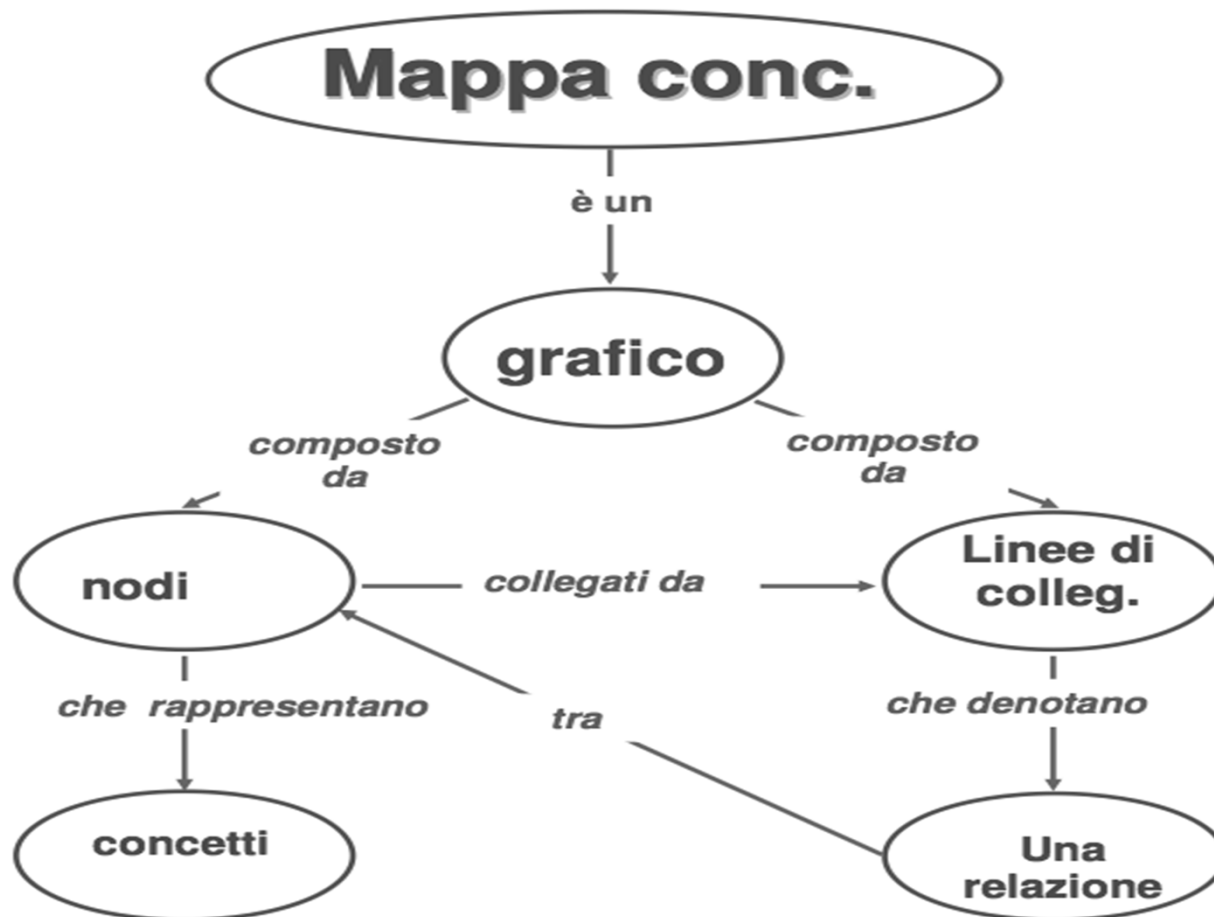 Mappa conc.
è un
grafico
composto
da
composto
da
nodi
collegati da
Linee di
colleg.
che rappresentano
tra
che denotano
concetti
Una
relazione